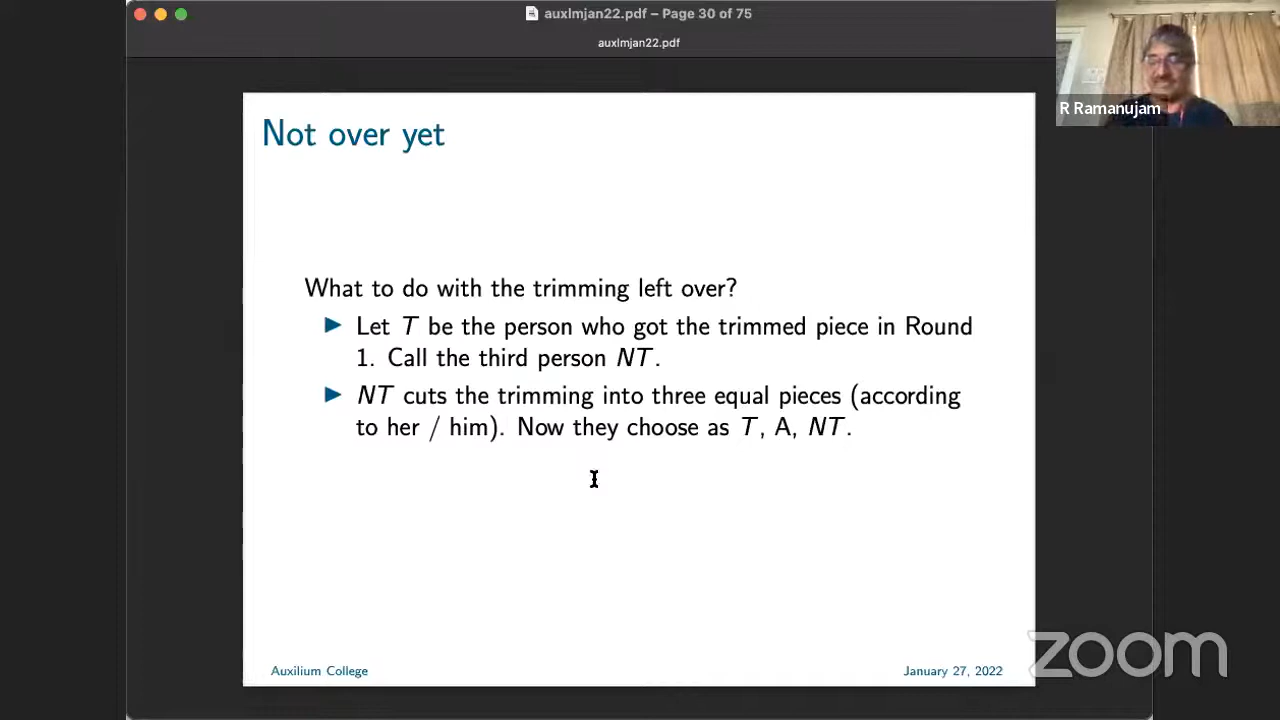 auxlmjan22.pdf – Page 30 of 75
auxlmjan22.pdf
R Ramanujam
Not over yet
What to do with the trimming left over?
Let T be the person who got the trimmed piece in Round
1. Call the third person NT.
NT cuts the trimming into three equal pieces (according
to her / him). Now they choose as T, A, NT.
Auxilium College
January 27, 2022
zoom